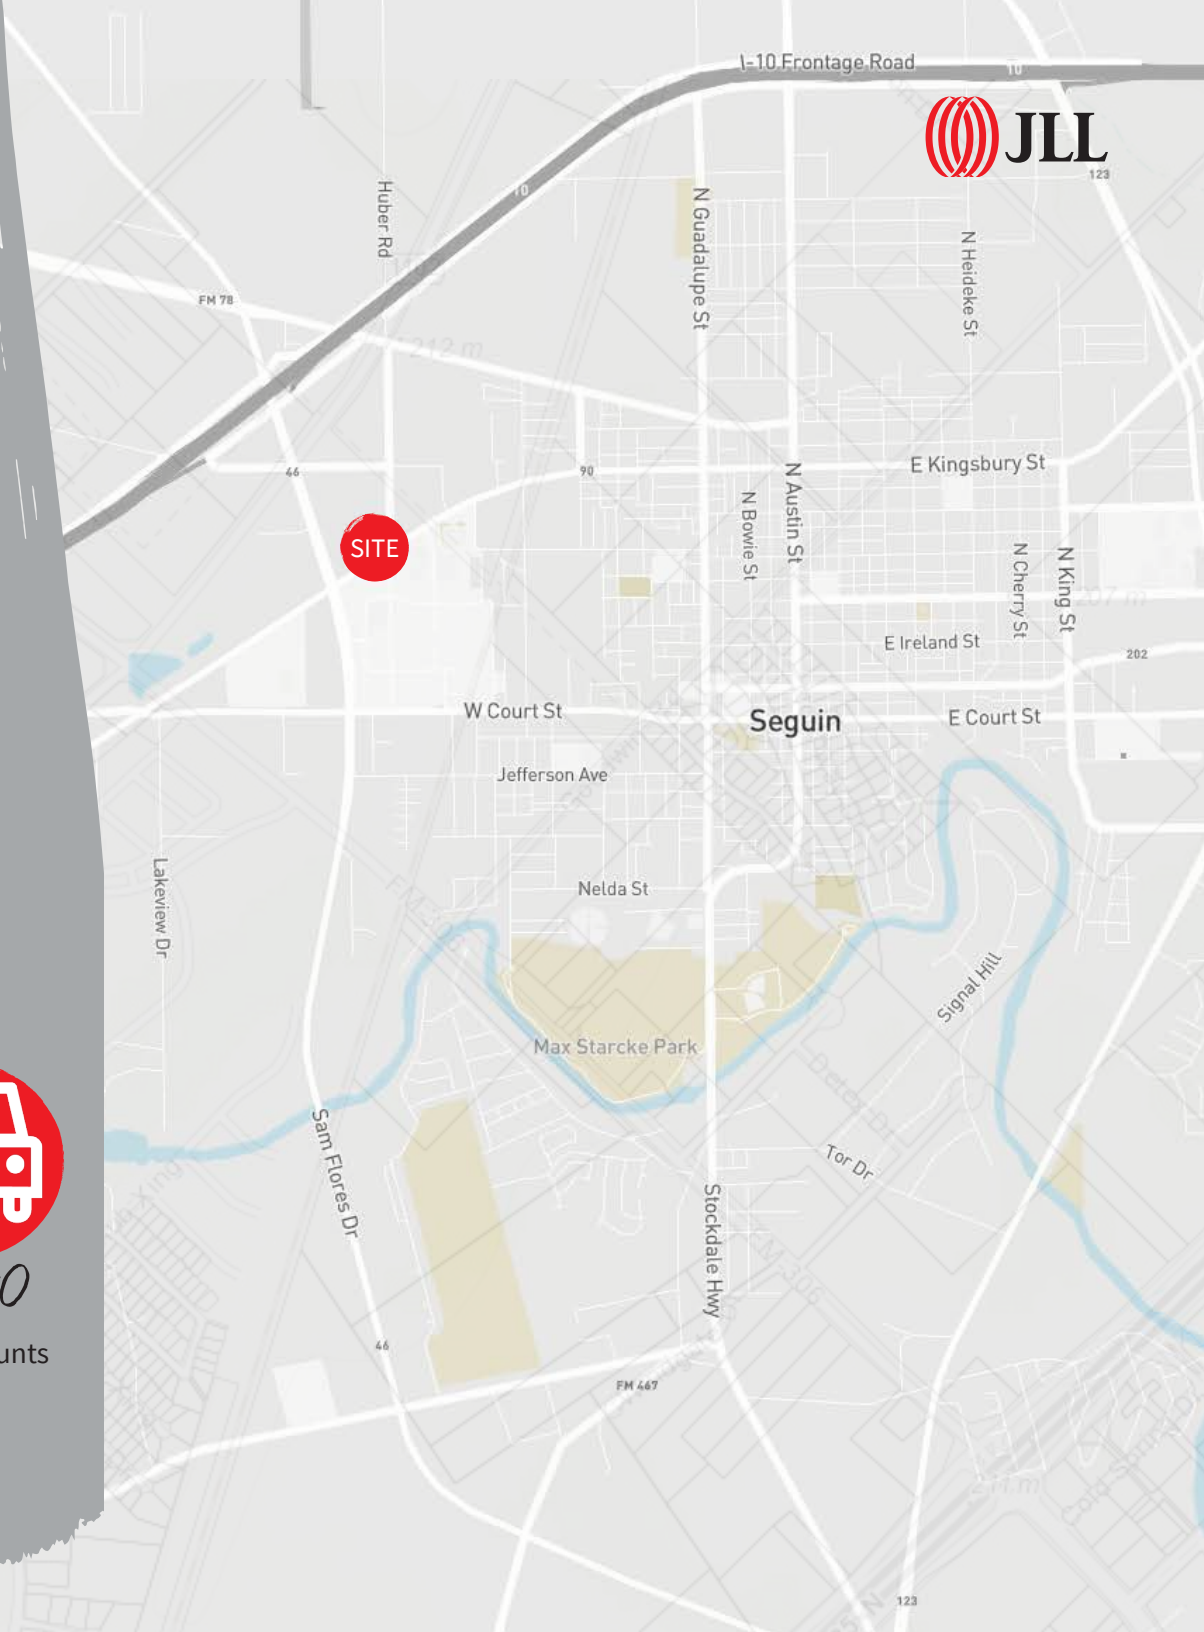 I-10 Frontage Road
10
JLL
123
10
Huber Rd
N Guadalupe St
N Heideke St
FM 78
212 m
46
90
E Kingsbury St
N Austin St
N Bowie St
SITE
N Cherry St
N King St
207 m
E Ireland St
202
W Court St
Seguin
E Court St
Jefferson Ave
Lakeview Dr
Nelda St
Signal Hill
Max Starcke Park
Sam Flores Dr
Tor Dr
Stockdale Hwy
0
unts
46
FM 467
211 m
123